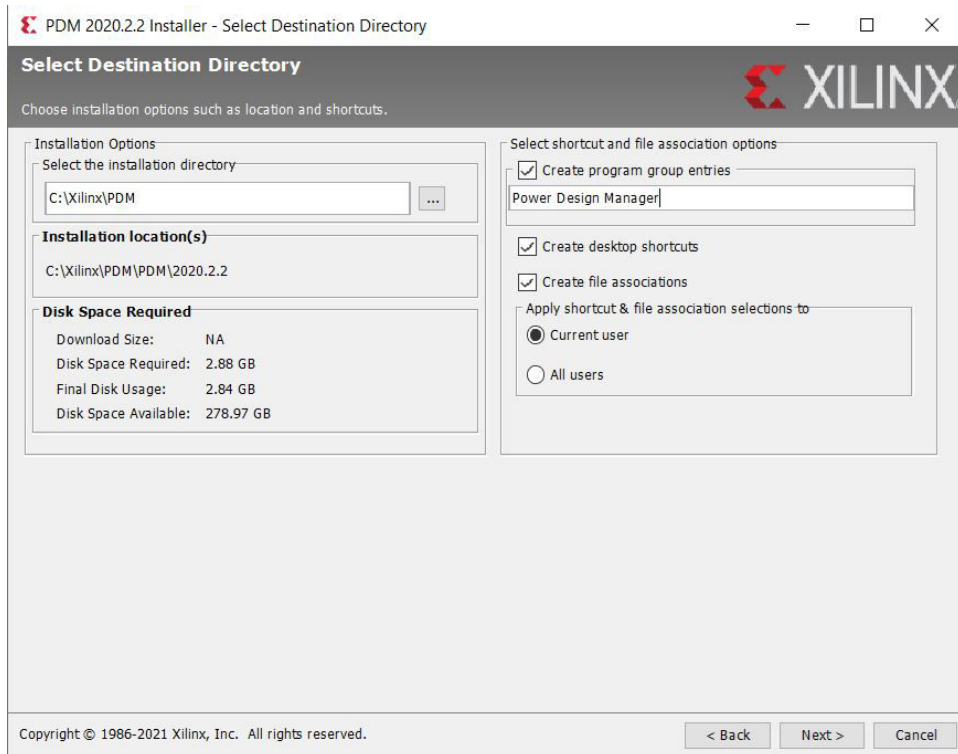 PDM 2020.2.2 Installer - Select Destination Directory
Select Destination Directory
Choose installation options such as location and shortcuts.
XILINX
Installation Options
Select the installation directory
C:\Xilinx\PDM
...
Installation location(s)
C:\Xilinx\PDM\PDM\2020.2.2
Disk Space Required
Download Size: NA
Disk Space Required: 2.88 GB
Final Disk Usage: 2.84 GB
Disk Space Available: 278.97 GB
Select shortcut and file association options
Create program group entries
Power Design Manager
Create desktop shortcuts
Create file associations
Apply shortcut & file association selections to
Current user
All users
Copyright © 1986-2021 Xilinx, Inc. All rights reserved.
< Back
Next >
Cancel